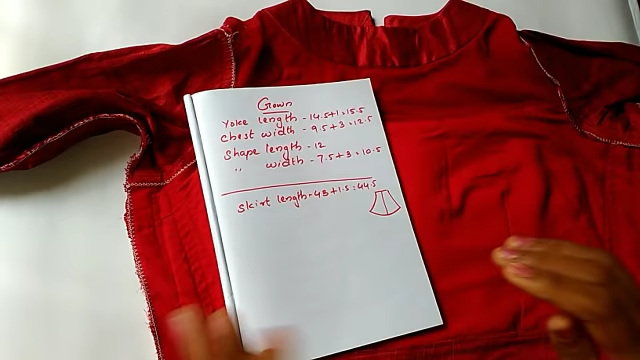 Gown
Yoke length - 14.5+1=15.5
Chest width - 9.5+3=12.5
Shape length - 12
" width - 7.5+3=10.5
Skirt length-43+1.5=44.5